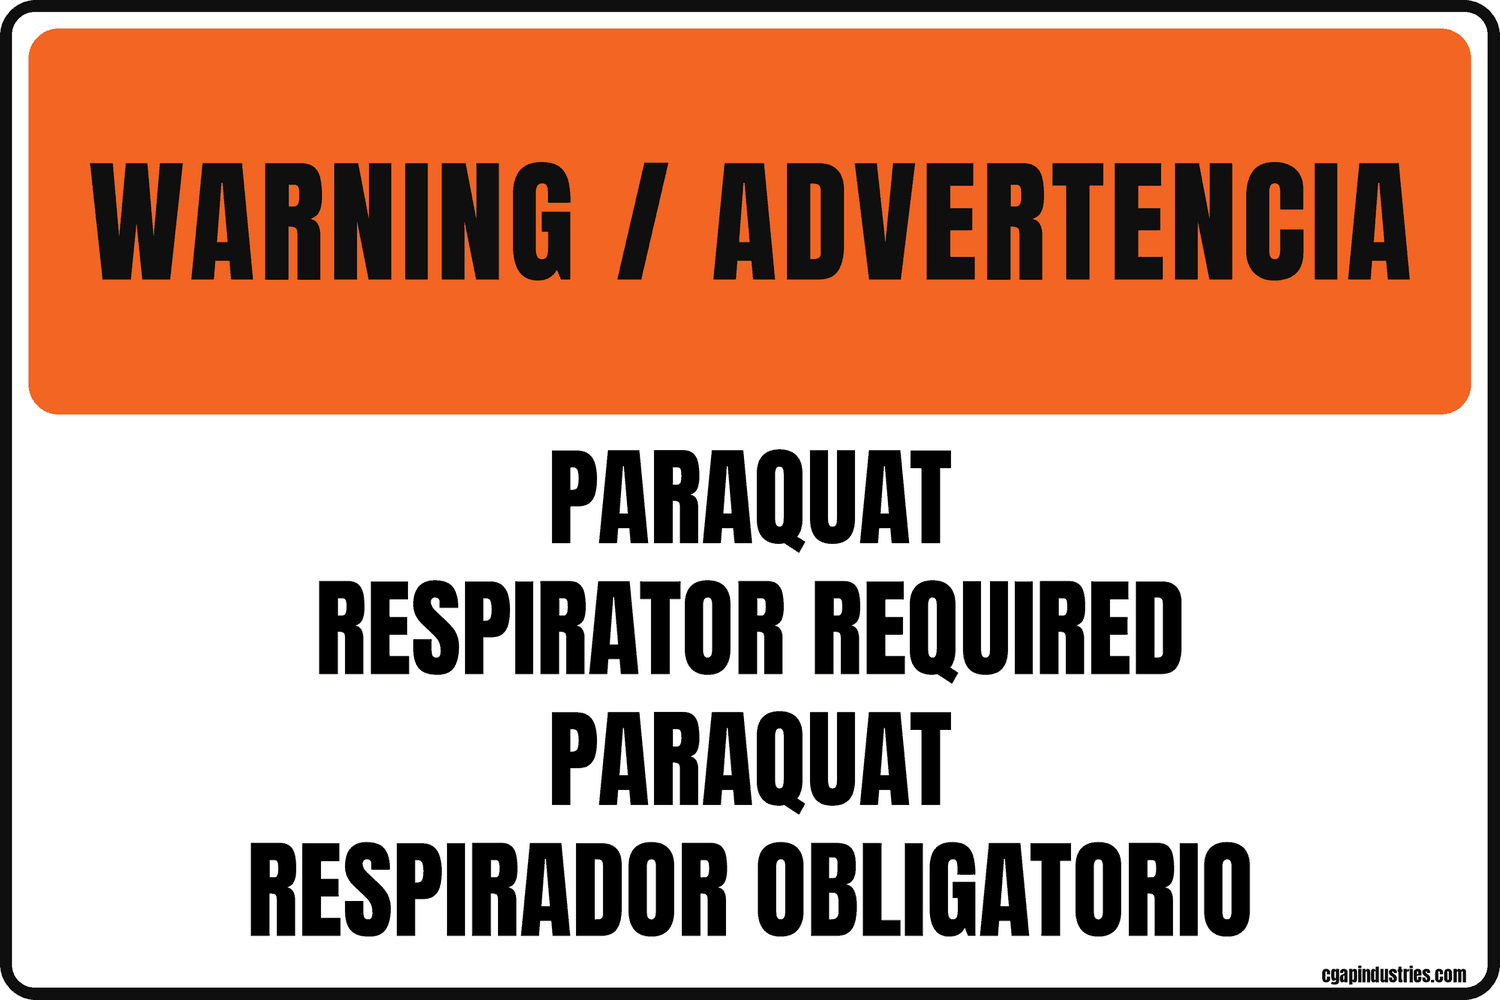 WARNING / ADVERTENCIA
PARAQUAT
RESPIRATOR REQUIRED
PARAQUAT
RESPIRADOR OBLIGATORIO
cgapindustries.com